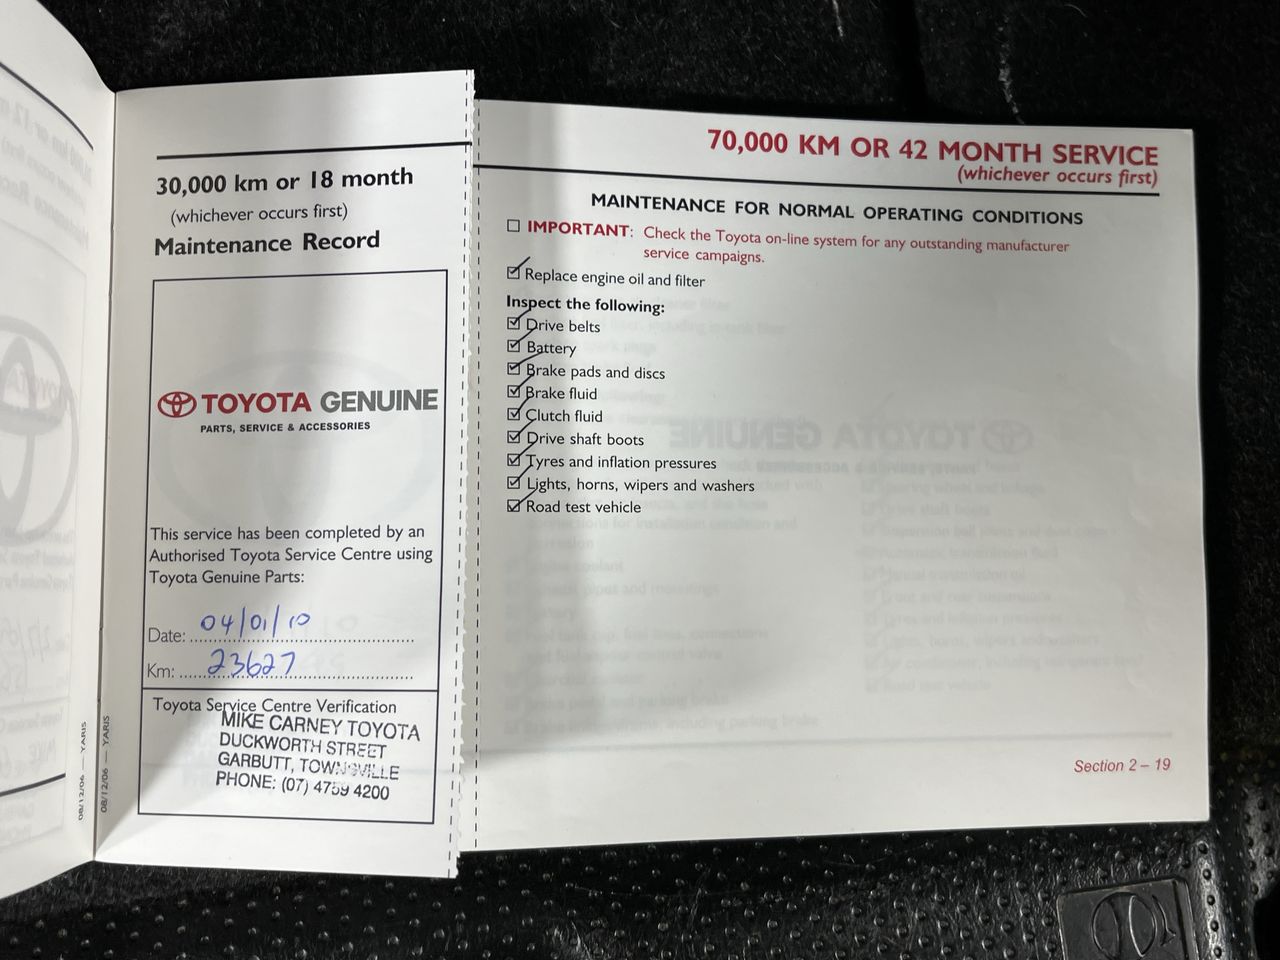 30,000 km or 18 month
(whichever occurs first)
Maintenance Record
TOYOTA GENUINE
PARTS, SERVICE & ACCESSORIES
This service has been completed by an
Authorised Toyota Service Centre using
Toyota Genuine Parts:
Date: 04/01/10
Km: 23627
Toyota Service Centre Verification
MIKE CARNEY TOYOTA
DUCKWORTH STREET
GARBUTT, TOWNSVILLE
PHONE: (07) 4759 4200
08/12/06 — YARIS
08/12/06 — YARIS
70,000 KM OR 42 MONTH SERVICE
(whichever occurs first)
MAINTENANCE FOR NORMAL OPERATING CONDITIONS
IMPORTANT: Check the Toyota on-line system for any outstanding manufacturer
service campaigns.
Replace engine oil and filter
Inspect the following:
Drive belts
Battery
Brake pads and discs
Brake fluid
Clutch fluid
Drive shaft boots
Tyres and inflation pressures
Lights, horns, wipers and washers
Road test vehicle
Section 2 – 19